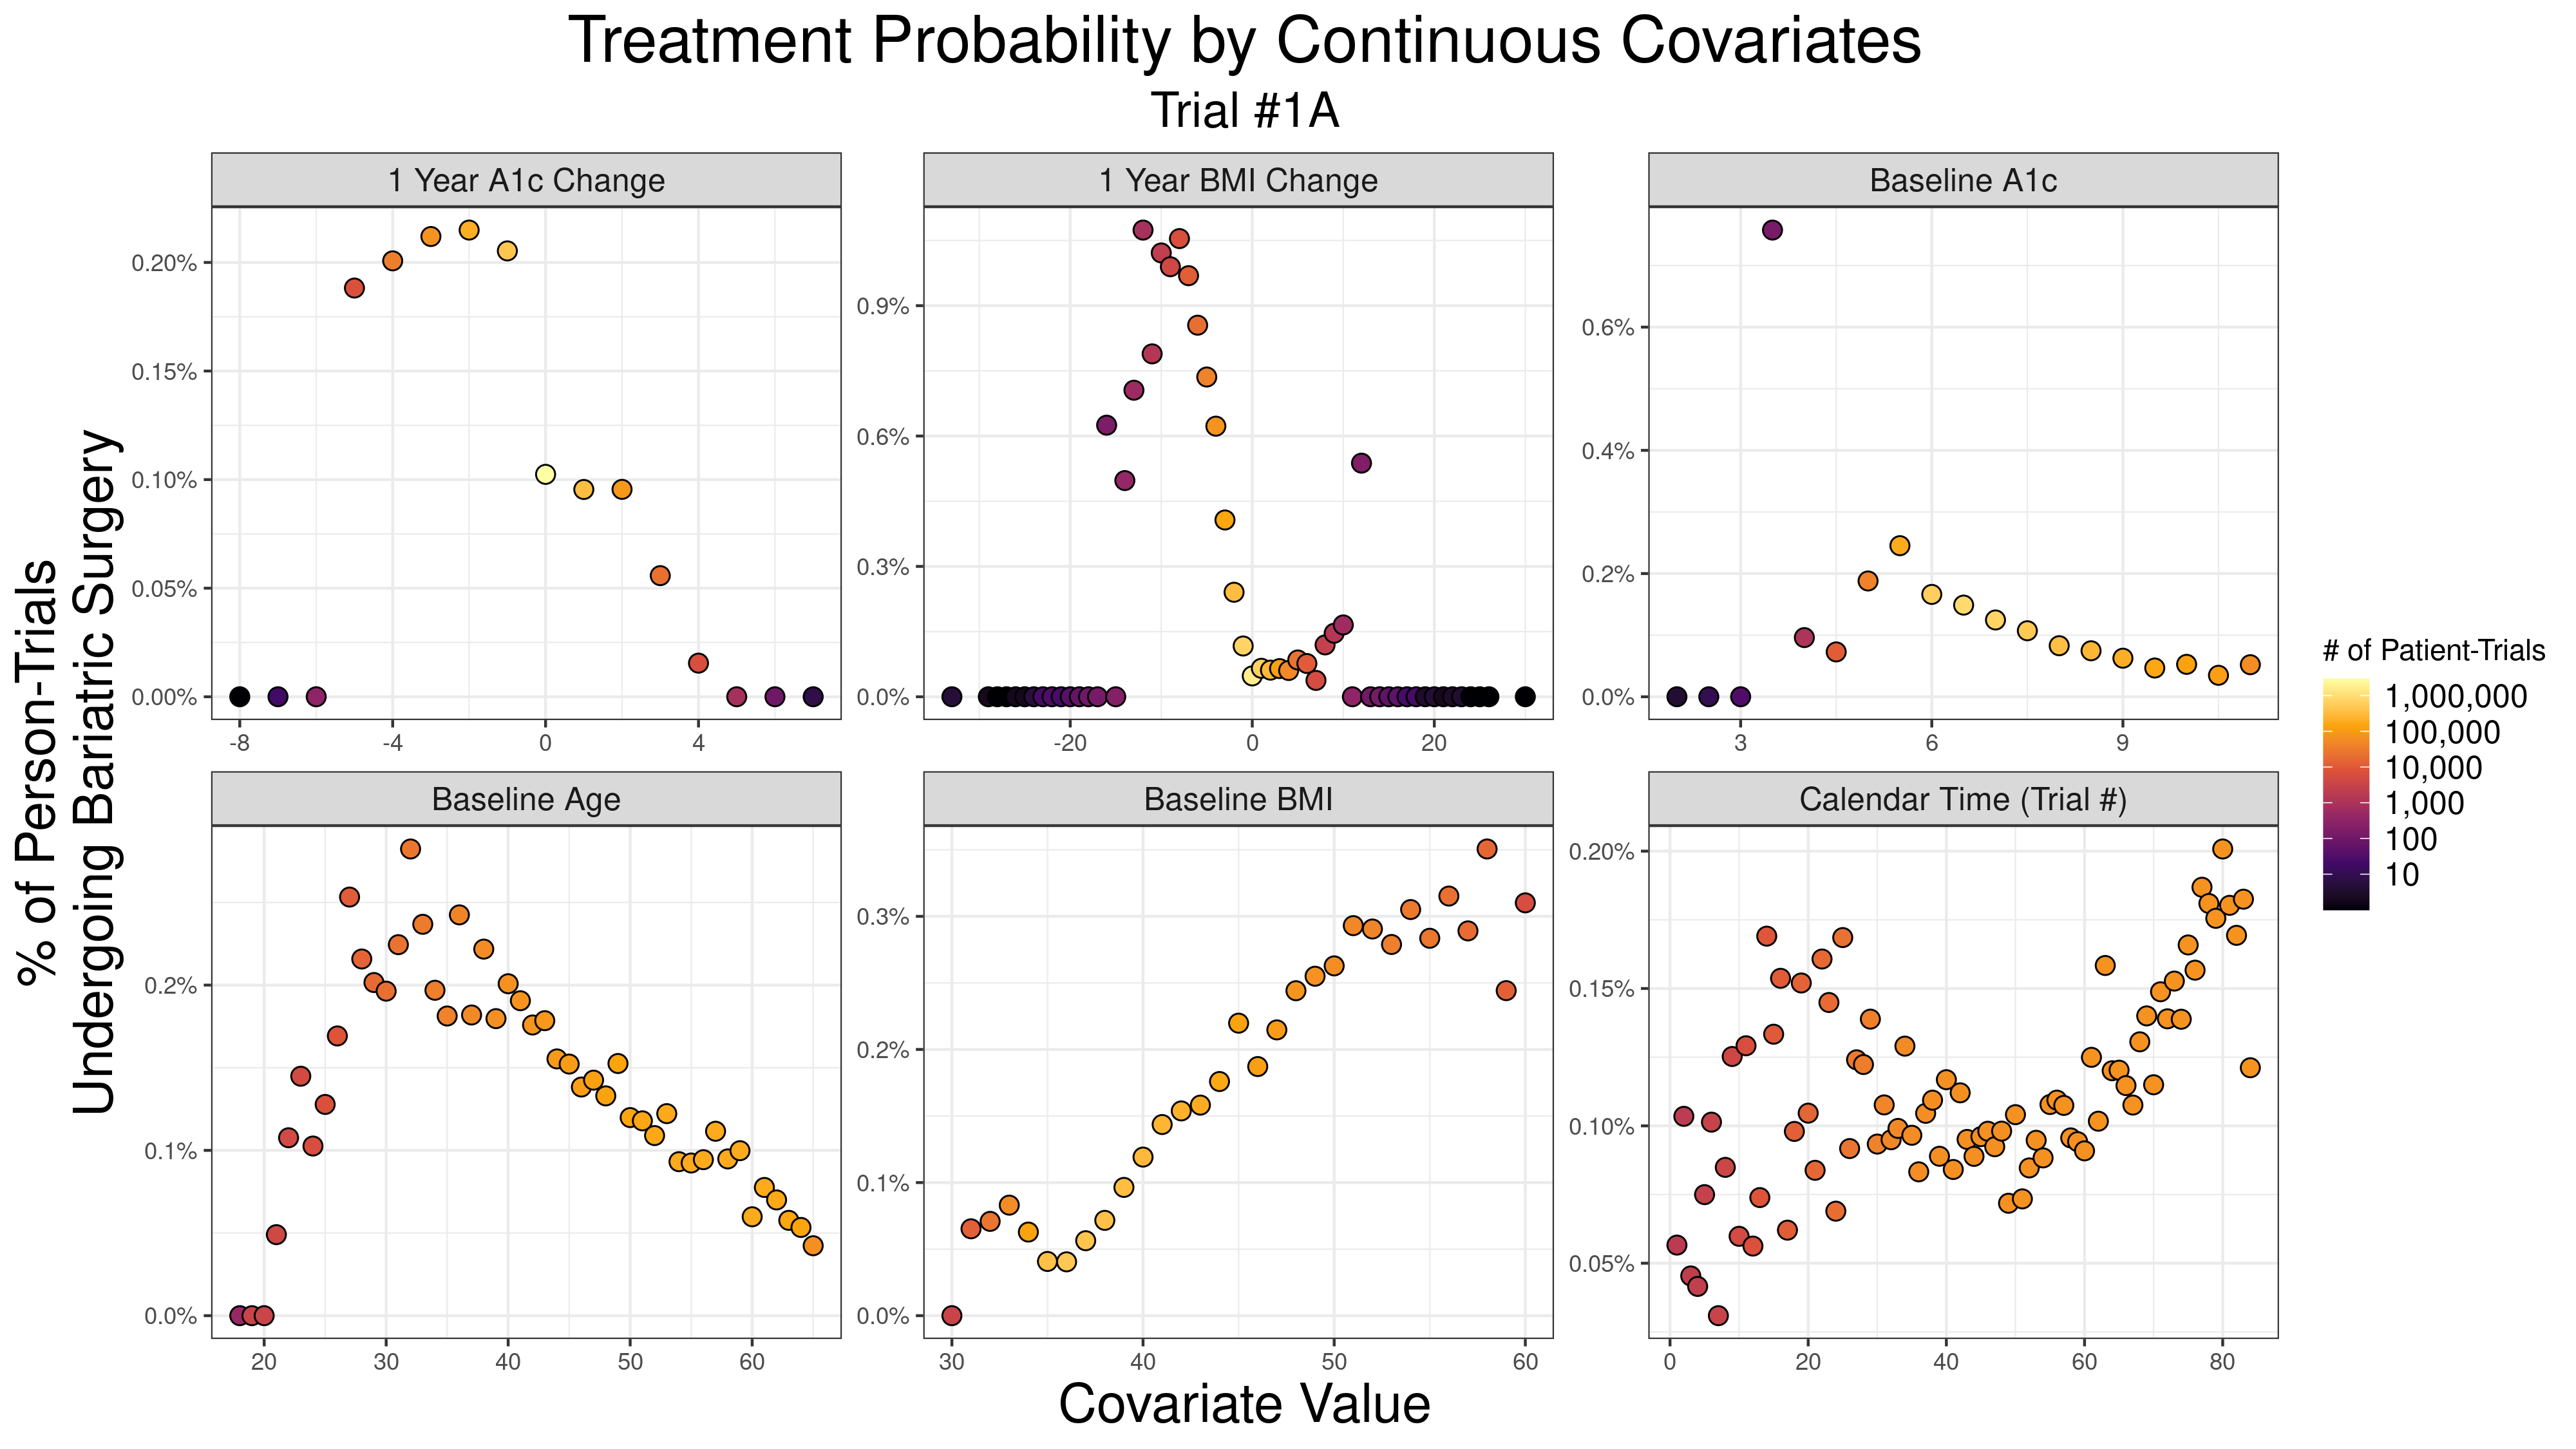 Treatment Probability by Continuous Covariates
Trial #1A
% of Person-Trials
Undergoing Bariatric Surgery
1 Year A1c Change
0.20%
0.15%
0.10%
0.05%
0.00%
-8 -4 0 4
1 Year BMI Change
0.9%
0.6%
0.3%
0.0%
-20 0 20
Baseline A1c
0.6%
0.4%
0.2%
0.0%
3 6 9
Baseline Age
0.2%
0.1%
0.0%
20 30 40 50 60
Baseline BMI
0.3%
0.2%
0.1%
0.0%
30 40 50 60
Calendar Time (Trial #)
0.20%
0.15%
0.10%
0.05%
0 20 40 60 80
Covariate Value
# of Patient-Trials
1,000,000
100,000
10,000
1,000
100
10